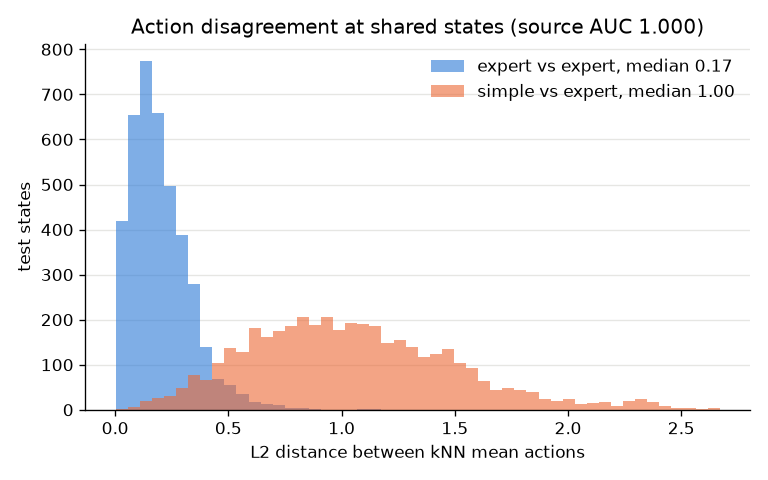 Action disagreement at shared states (source AUC 1.000)
expert vs expert, median 0.17
simple vs expert, median 1.00
test states
800
700
600
500
400
300
200
100
0
0.0 0.5 1.0 1.5 2.0 2.5
L2 distance between kNN mean actions